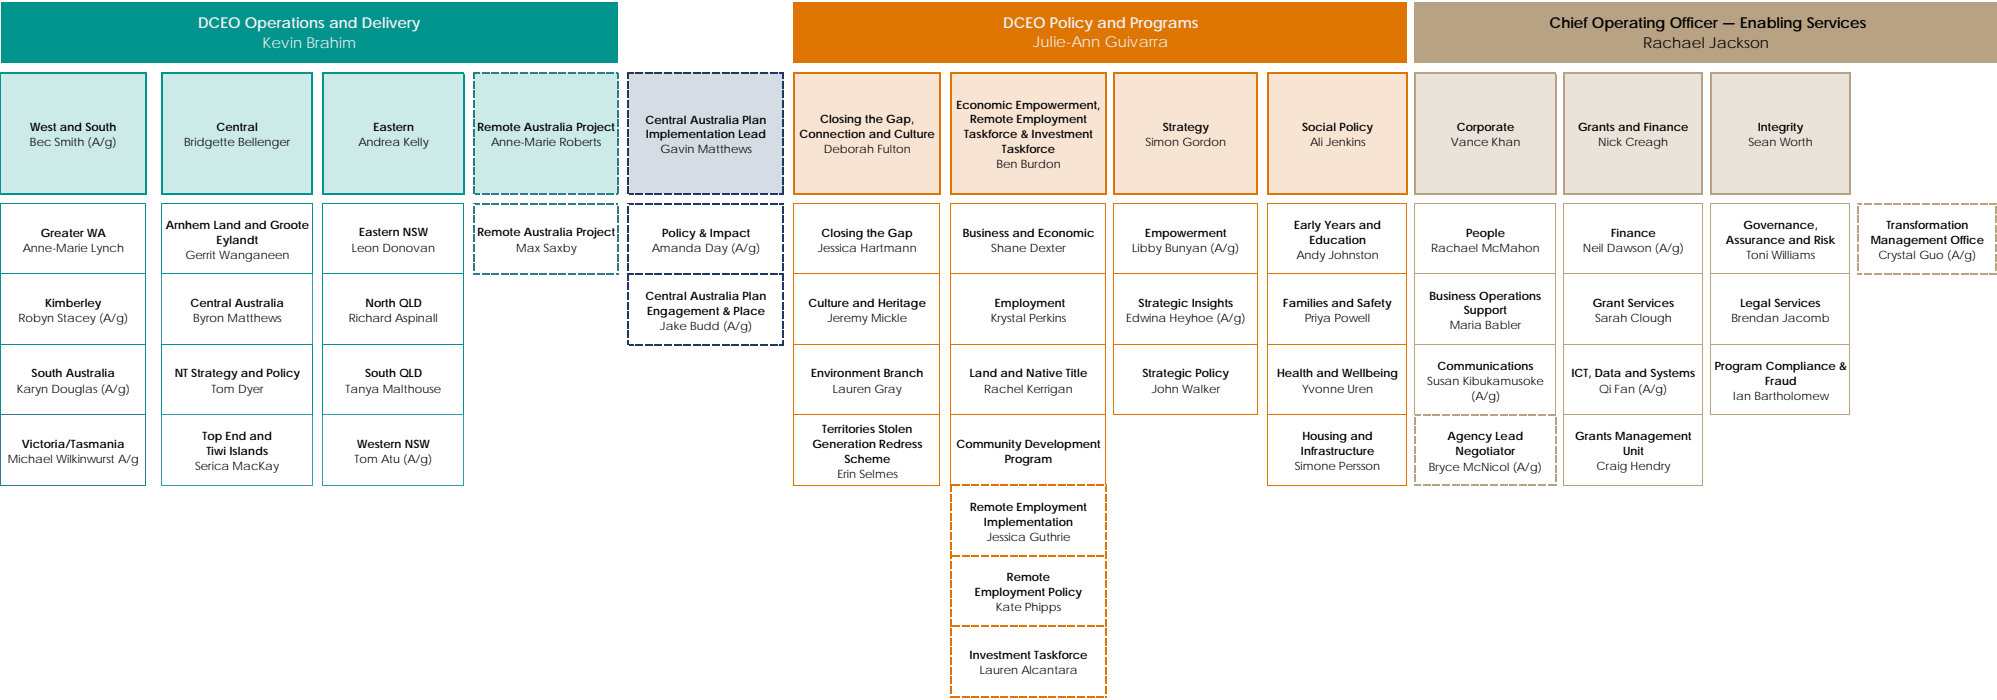 DCEO Operations and Delivery
Kevin Brahim
DCEO Policy and Programs
Julie-Ann Guivarra
Chief Operating Officer — Enabling Services
Rachael Jackson
West and South
Bec Smith (A/g)
Central
Bridgette Bellenger
Eastern
Andrea Kelly
Remote Australia Project
Anne-Marie Roberts
Central Australia Plan
Implementation Lead
Gavin Matthews
Closing the Gap,
Connection and Culture
Deborah Fulton
Economic Empowerment,
Remote Employment
Taskforce & Investment
Taskforce
Ben Burdon
Strategy
Simon Gordon
Social Policy
Ali Jenkins
Corporate
Vance Khan
Grants and Finance
Nick Creagh
Integrity
Sean Worth
Greater WA
Anne-Marie Lynch
Arnhem Land and Groote
Eylandt
Gerrit Wanganeen
Eastern NSW
Leon Donovan
Remote Australia Project
Max Saxby
Policy & Impact
Amanda Day (A/g)
Closing the Gap
Jessica Hartmann
Business and Economic
Shane Dexter
Empowerment
Libby Bunyan (A/g)
Early Years and
Education
Andy Johnston
People
Rachael McMahon
Finance
Neil Dawson (A/g)
Governance,
Assurance and Risk
Toni Williams
Transformation
Management Office
Crystal Guo (A/g)
Kimberley
Robyn Stacey (A/g)
Central Australia
Byron Matthews
North QLD
Richard Aspinall
Central Australia Plan
Engagement & Place
Jake Budd (A/g)
Culture and Heritage
Jeremy Mickle
Employment
Krystal Perkins
Strategic Insights
Edwina Heyhoe (A/g)
Families and Safety
Priya Powell
Business Operations
Support
Maria Babler
Grant Services
Sarah Clough
Legal Services
Brendan Jacomb
South Australia
Karyn Douglas (A/g)
NT Strategy and Policy
Tom Dyer
South QLD
Tanya Malthouse
Environment Branch
Lauren Gray
Land and Native Title
Rachel Kerrigan
Strategic Policy
John Walker
Health and Wellbeing
Yvonne Uren
Communications
Susan Kibukamusoke
(A/g)
ICT, Data and Systems
Qi Fan (A/g)
Program Compliance &
Fraud
Ian Bartholomew
Victoria/Tasmania
Michael Wilkinwurst A/g
Top End and
Tiwi Islands
Serica MacKay
Western NSW
Tom Atu (A/g)
Territories Stolen
Generation Redress
Scheme
Erin Selmes
Community Development
Program
Housing and
Infrastructure
Simone Persson
Agency Lead
Negotiator
Bryce McNicol (A/g)
Grants Management
Unit
Craig Hendry
Remote Employment
Implementation
Jessica Guthrie
Remote
Employment Policy
Kate Phipps
Investment Taskforce
Lauren Alcantara